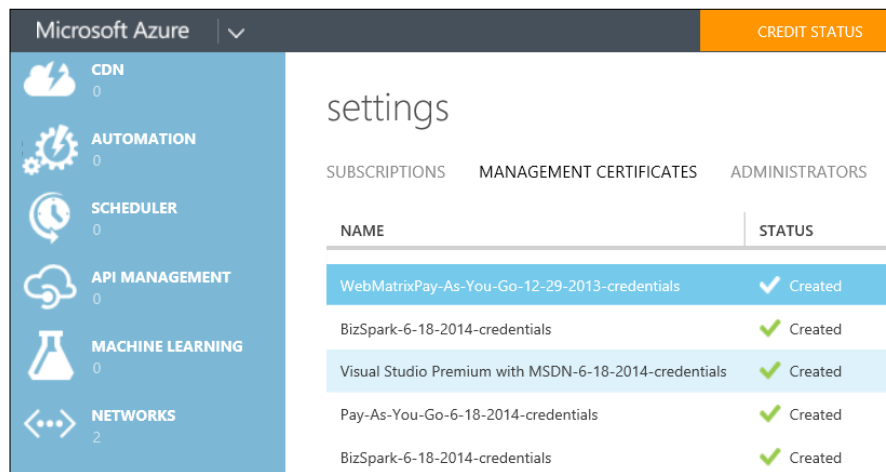 Microsoft Azure
CREDIT STATUS
CDN
0
AUTOMATION
0
SCHEDULER
0
API MANAGEMENT
0
MACHINE LEARNING
0
NETWORKS
2
settings
SUBSCRIPTIONS MANAGEMENT CERTIFICATES ADMINISTRATORS
NAME STATUS
WebMatrixPay-As-You-Go-12-29-2013-credentials Created
BizSpark-6-18-2014-credentials Created
Visual Studio Premium with MSDN-6-18-2014-credentials Created
Pay-As-You-Go-6-18-2014-credentials Created
BizSpark-6-18-2014-credentials Created